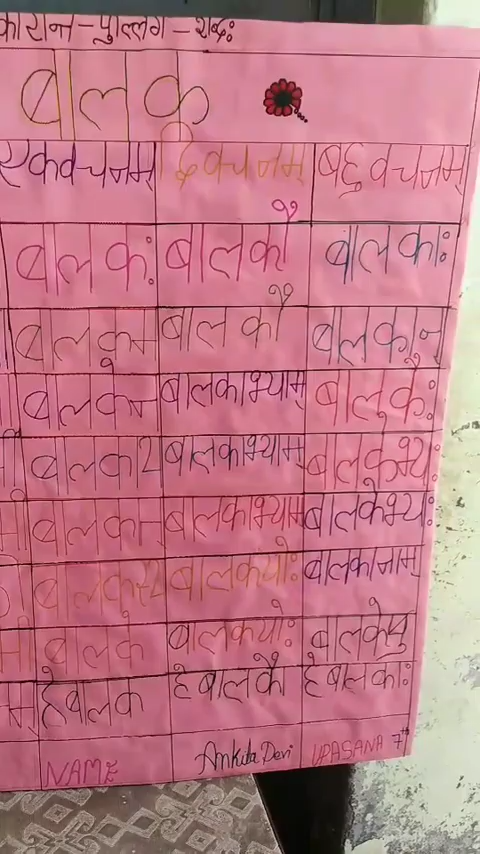 कारान्त - पुल्लिंग - शब्दः
बालक
एकवचनम् द्विवचनम् बहुवचनम्
बालकः बालकौ बालकाः
बालकम बालकौ बालकान्
बालकेन बालकाभ्याम् बालकैः
बालकाय बालकाभ्याम बालकेभ्यः
बालकात् बालकाभ्याम बालकेभ्यः
बालकस्य बालकयोः बालकानाम्
बालके बालकयोः बालकेषु
हेबालक हेबालकौ हेबालकाः
NAME Ankita Devi UPASANA 7th